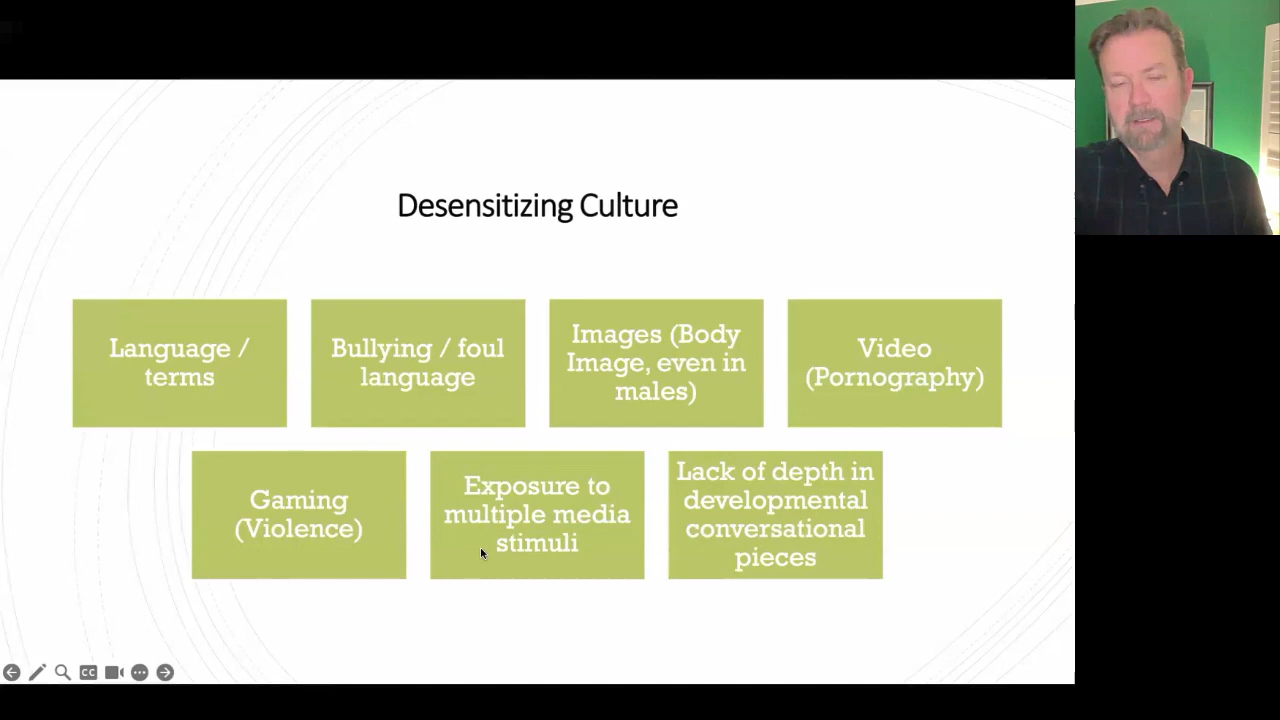 Desensitizing Culture
Language /
terms
Bullying / foul
language
Images (Body
Image, even in
males)
Video
(Pornography)
Gaming
(Violence)
Exposure to
multiple media
stimuli
Lack of depth in
developmental
conversational
pieces
CC